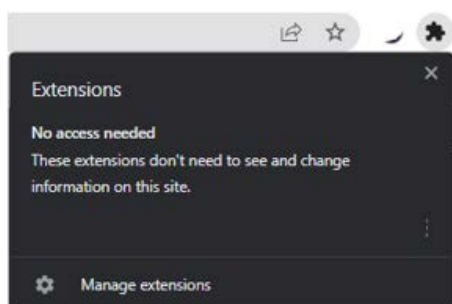 Extensions
No access needed
These extensions don't need to see and change
information on this site.
Manage extensions